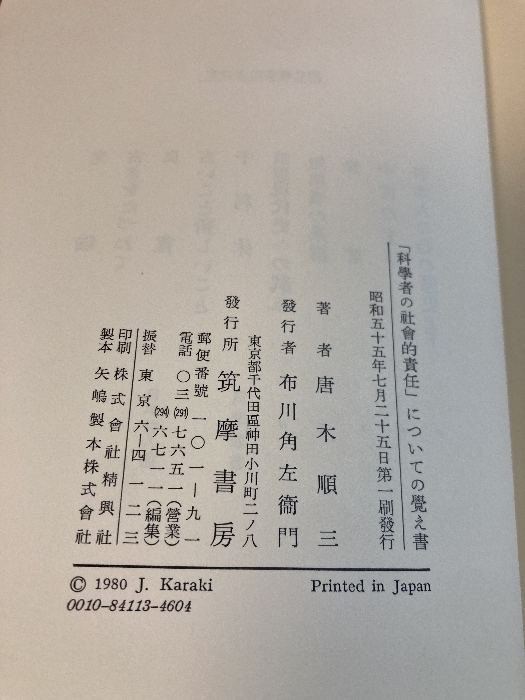 「科學者の社會的責任」についての覺え書
昭和五十五年七月二十五日第一刷發行
著者 唐木順三
發行者 布川角左衞門
東京都千代田區神田小川町二ノ八
發行所 筑摩書房
郵便番號 一〇一—九一
電話 〇三(291)七六五一(営業)
(294)六七一一(編集)
振替 東京六—四一二三
印刷 株式會社精興社
製本 矢嶋製本株式會社
© 1980 J. Karaki Printed in Japan
0010-84113-4604